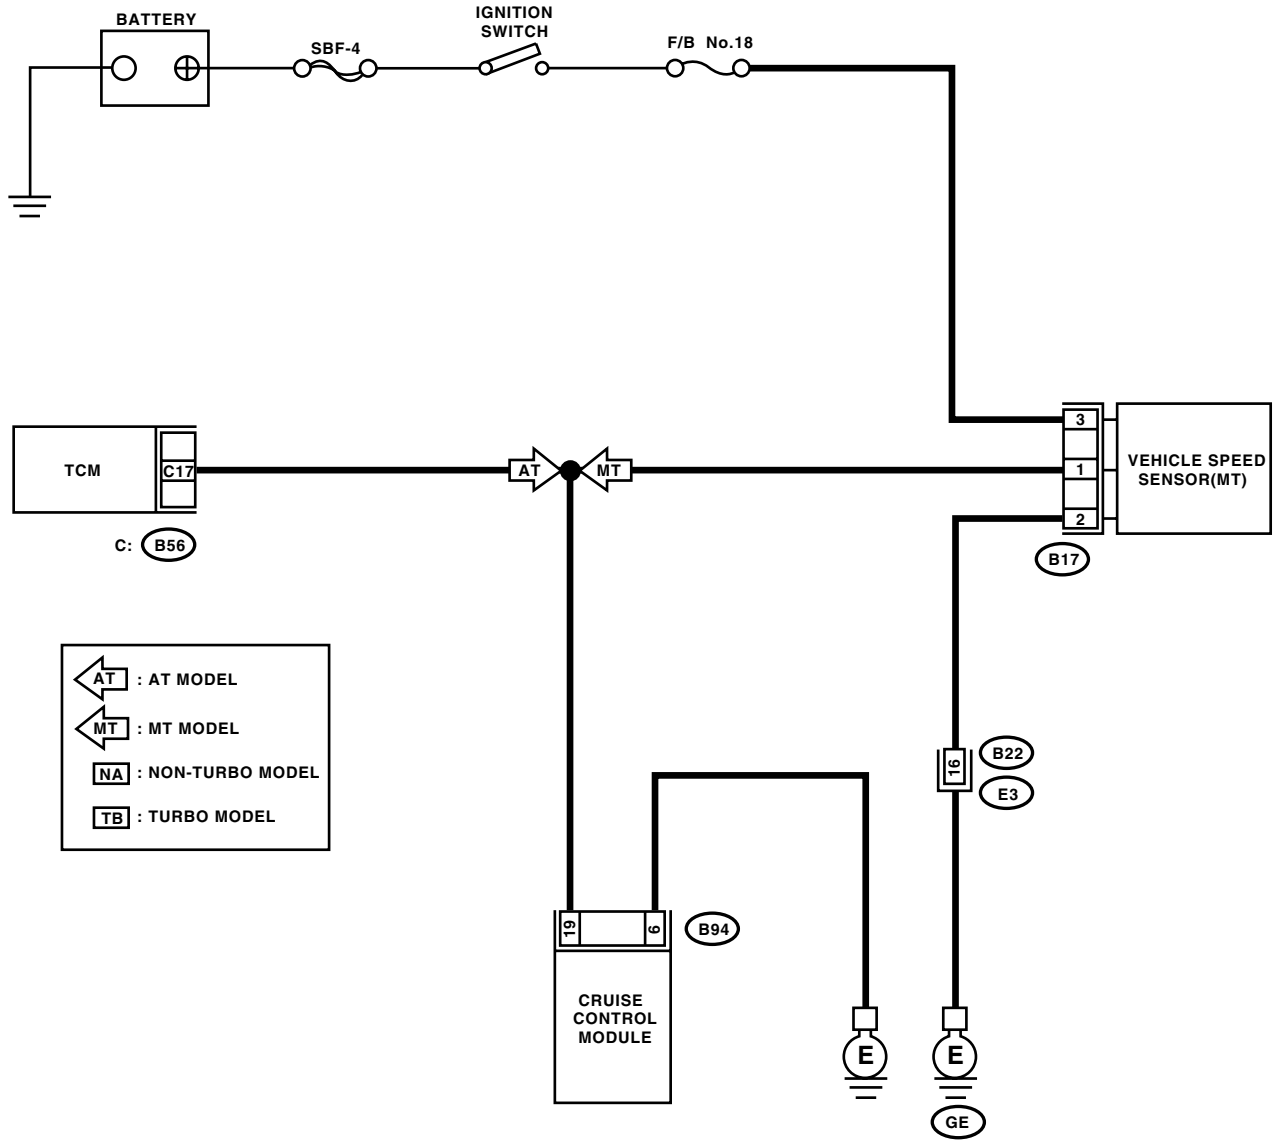 BATTERY
SBF-4
IGNITION
SWITCH
F/B No.18
TCM
C17
C: B56
AT
MT
3
1
2
VEHICLE SPEED
SENSOR(MT)
B17
AT : AT MODEL
MT : MT MODEL
NA : NON-TURBO MODEL
TB : TURBO MODEL
16
B22
E3
19
6
B94
CRUISE
CONTROL
MODULE
E
E
GE